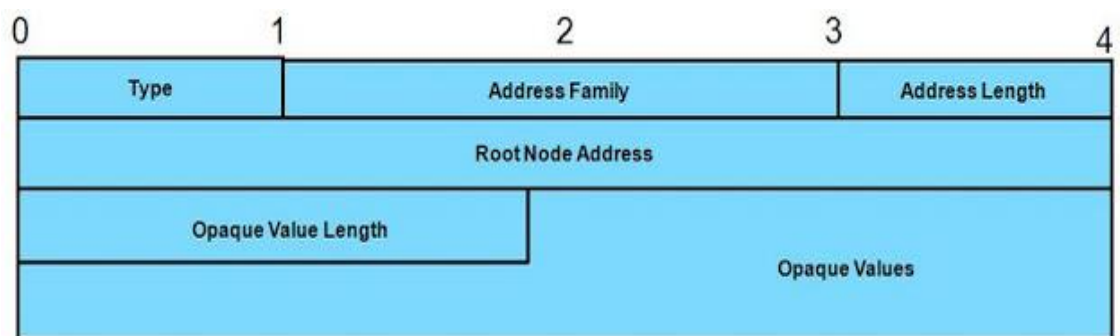 0 1 2 3 4
Type Address Family Address Length
Root Node Address
Opaque Value Length
Opaque Values